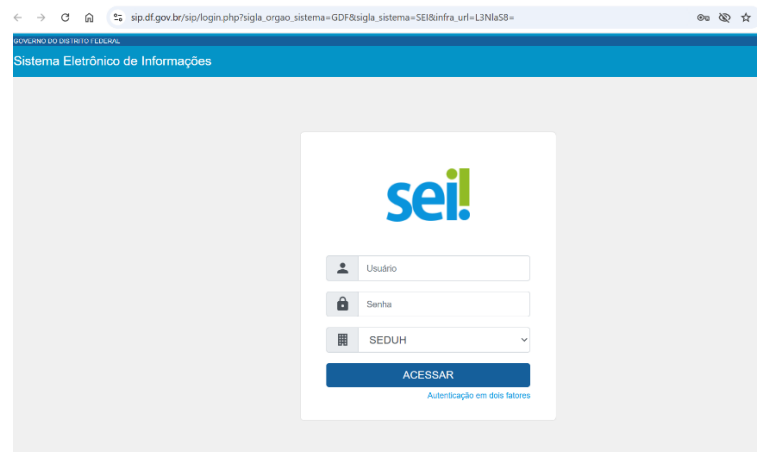 sip.df.gov.br/sip/login.php?sigla_orgao_sistema=GDF&sigla_sistema=SEI&infra_url=L3NlaS8=
GOVERNO DO DISTRITO FEDERAL
Sistema Eletrônico de Informações
sei!
Usuário
Senha
SEDUH
ACESSAR
Autenticação em dois fatores